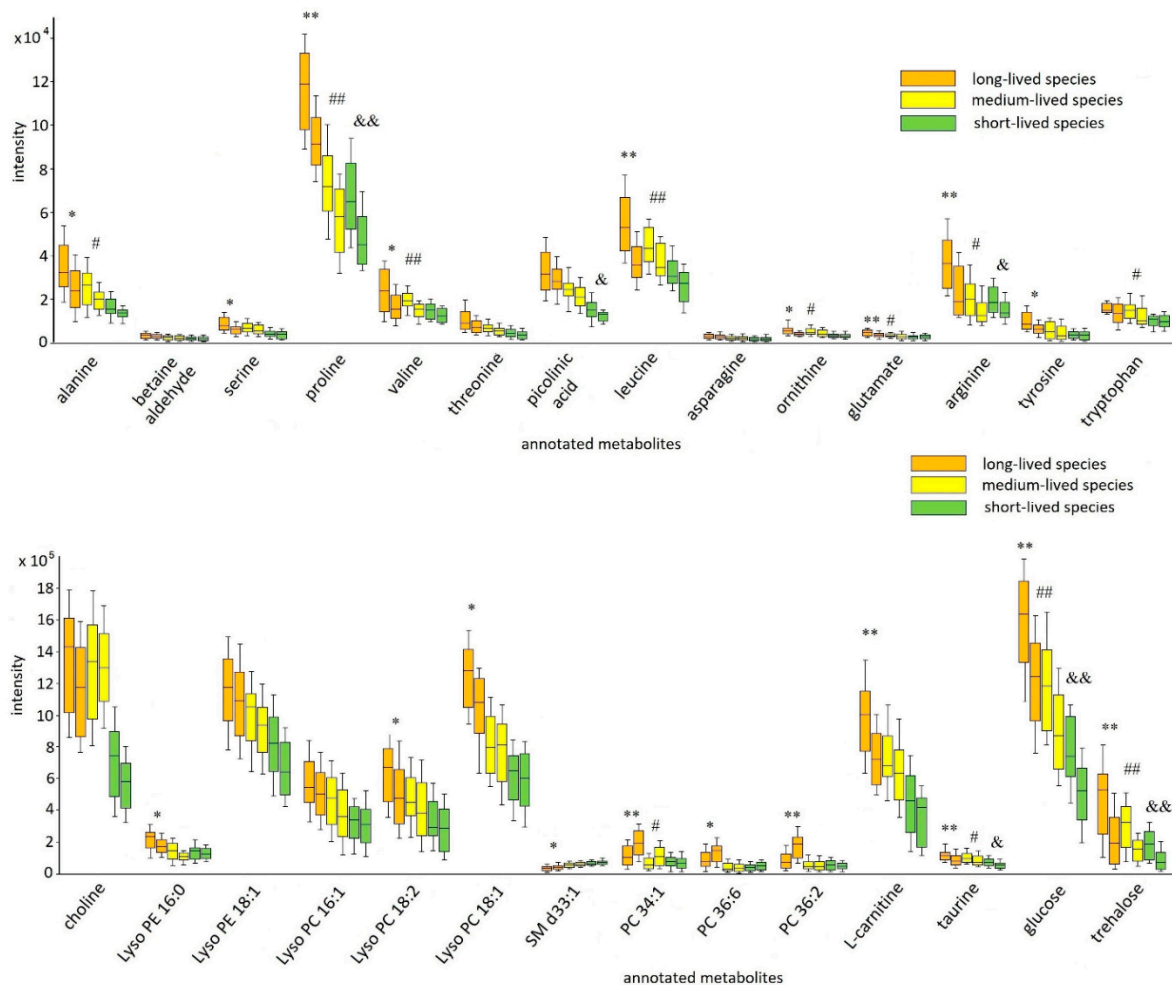 x10⁴
14
12
10
8
6
4
2
0
intensity
long-lived species
medium-lived species
short-lived species
* #
*
** ## &&
* ##
&
** ##
* #
** #
** # &
*
#
alanine
betaine
aldehyde
serine
proline
valine
threonine
picolinic
acid
leucine
asparagine
ornithine
glutamate
arginine
tyrosine
tryptophan
annotated metabolites
long-lived species
medium-lived species
short-lived species
x 10⁵
18
16
14
12
10
8
6
4
2
0
intensity
*
*
*
*
** #
*
**
**
** # &
** ## &&
** ## &&
choline
Lyso PE 16:0
Lyso PE 18:1
Lyso PC 16:1
Lyso PC 18:2
Lyso PC 18:1
SM d33:1
PC 34:1
PC 36:6
PC 36:2
L-carnitine
taurine
glucose
trehalose
annotated metabolites